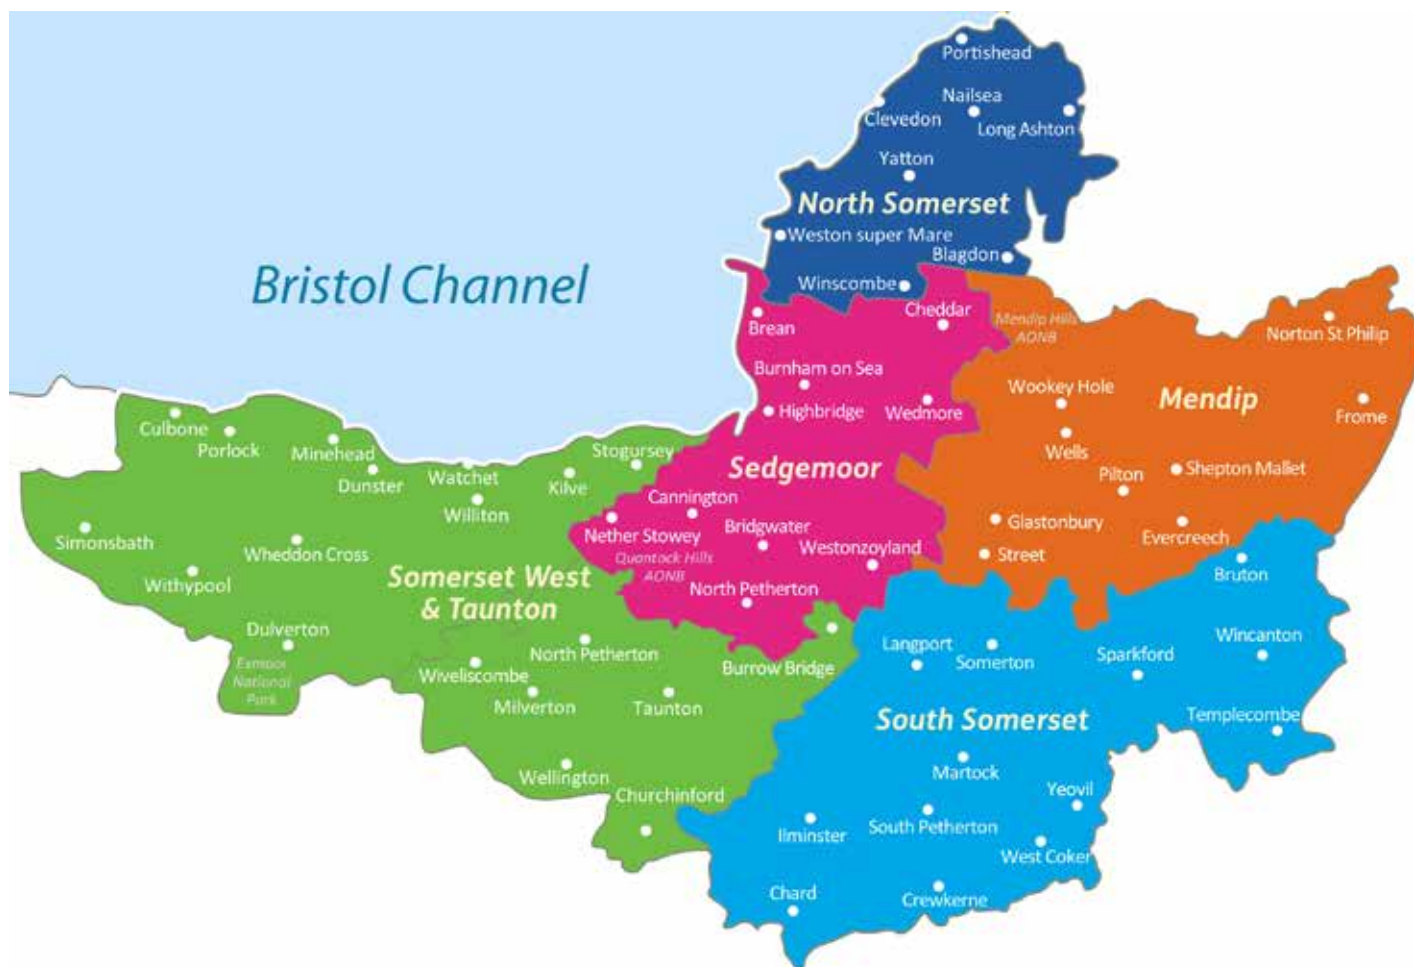 Portishead
Nailsea
Clevedon
Long Ashton
Yatton
North Somerset
Weston super Mare
Blagdon
Winscombe
Bristol Channel
Cheddar
Brean
Mendip Hills
AONB
Norton St Philip
Burnham on Sea
Highbridge
Wedmore
Wookey Hole
Mendip
Frome
Culbone
Porlock
Minehead
Dunster
Watchet
Williton
Kilve
Stogursey
Sedgemoor
Wells
Pilton
Shepton Mallet
Cannington
Nether Stowey
Bridgwater
Westonzoyland
Glastonbury
Street
Evercreech
Simonsbath
Wheddon Cross
Withypool
Quantock Hills
AONB
North Petherton
Bruton
Somerset West
& Taunton
Dulverton
Exmoor
National
Park
Wiveliscombe
North Petherton
Milverton
Taunton
Burrow Bridge
Langport
Somerton
Sparkford
Wincanton
South Somerset
Templecombe
Wellington
Churchinford
Martock
Yeovil
Ilminster
South Petherton
West Coker
Chard
Crewkerne